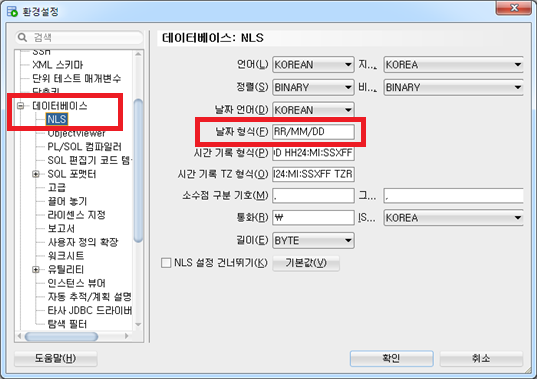 환경설정
검색
SSH
XML 스키마
단위 테스트 매개변수
단축키
데이터베이스
NLS
ObjectViewer
PL/SQL 컴파일러
SQL 편집기 코드 템
SQL 포맷터
고급
끌어 놓기
라이센스 지정
보고서
사용자 정의 확장
워크시트
유틸리티
인스턴스 뷰어
자동 추적/계획 설명
타사 JDBC 드라이버
탐색 필터
데이터베이스: NLS
언어(L) KOREAN 지... KOREA
정렬(S) BINARY 비... BINARY
날짜 언어(D) KOREAN
날짜 형식(F) RR/MM/DD
시간 기록 형식(P) HH24:MI:SSXFF
시간 기록 TZ 형식(O) I24:MI:SSXFF TZR
소수점 구분 기호(M) . 그... ,
통화(R) ₩ IS... KOREA
길이(E) BYTE
NLS 설정 건너뛰기(K) 기본값(V)
도움말(H) 확인 취소